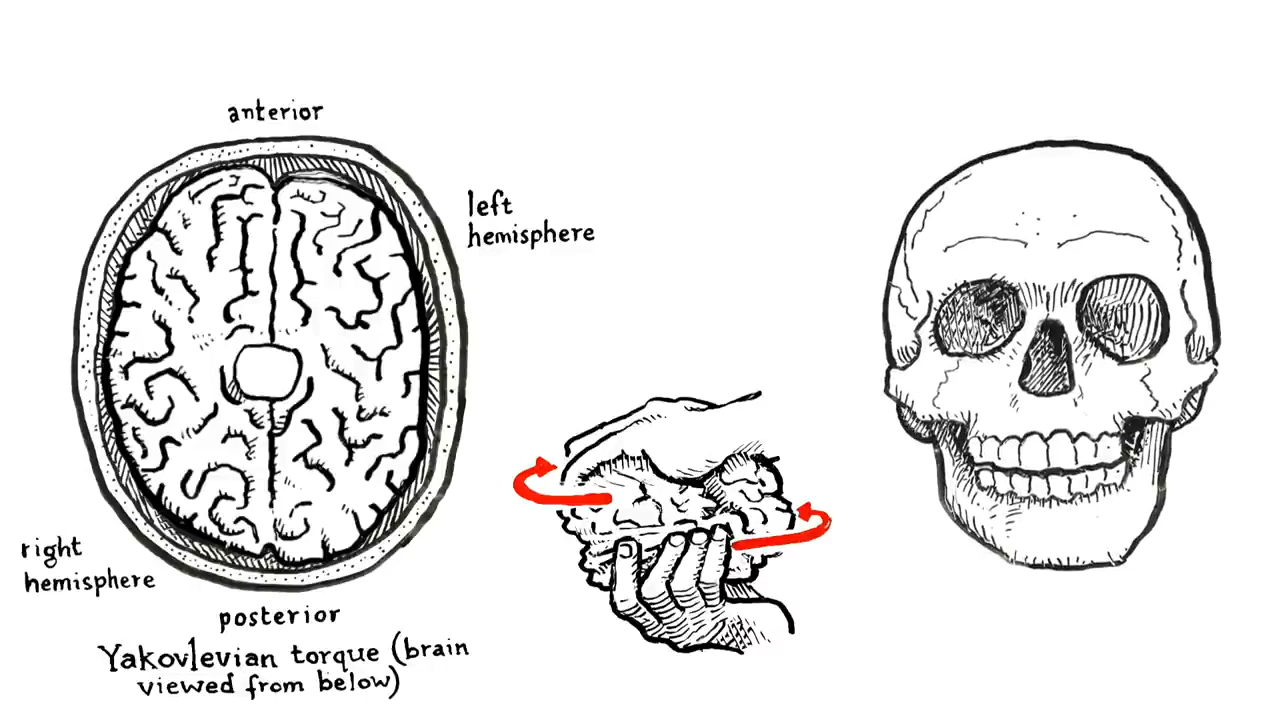 anterior
left
hemisphere
right
hemisphere
posterior
Yakovlevian torque (brain
viewed from below)